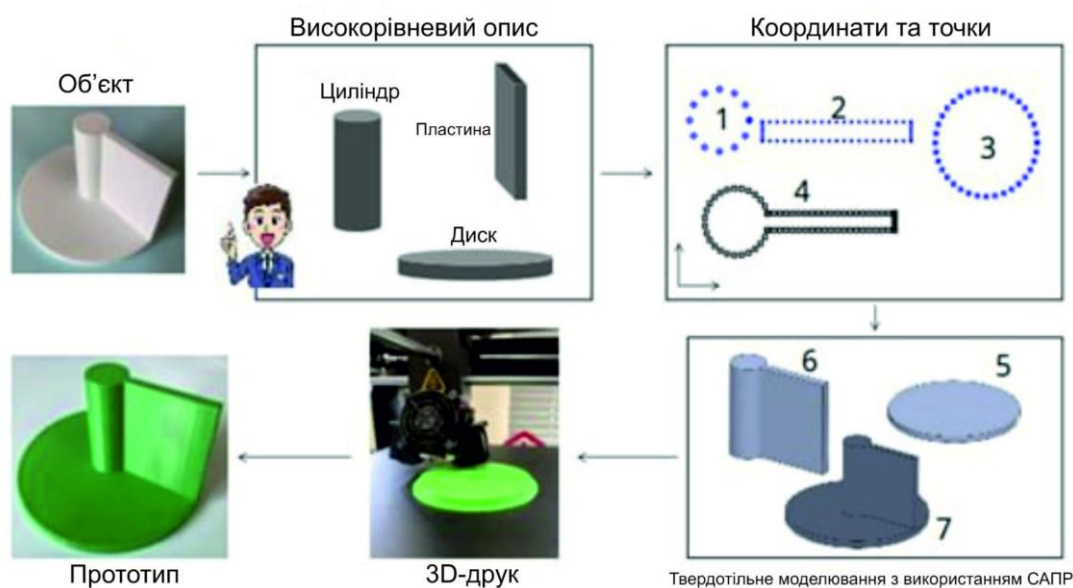 Високорівневий опис
Координати та точки
Об’єкт
Циліндр
Пластина
Диск
1
2
3
4
6
5
7
Прототип
3D-друк
Твердотільне моделювання з використанням САПР